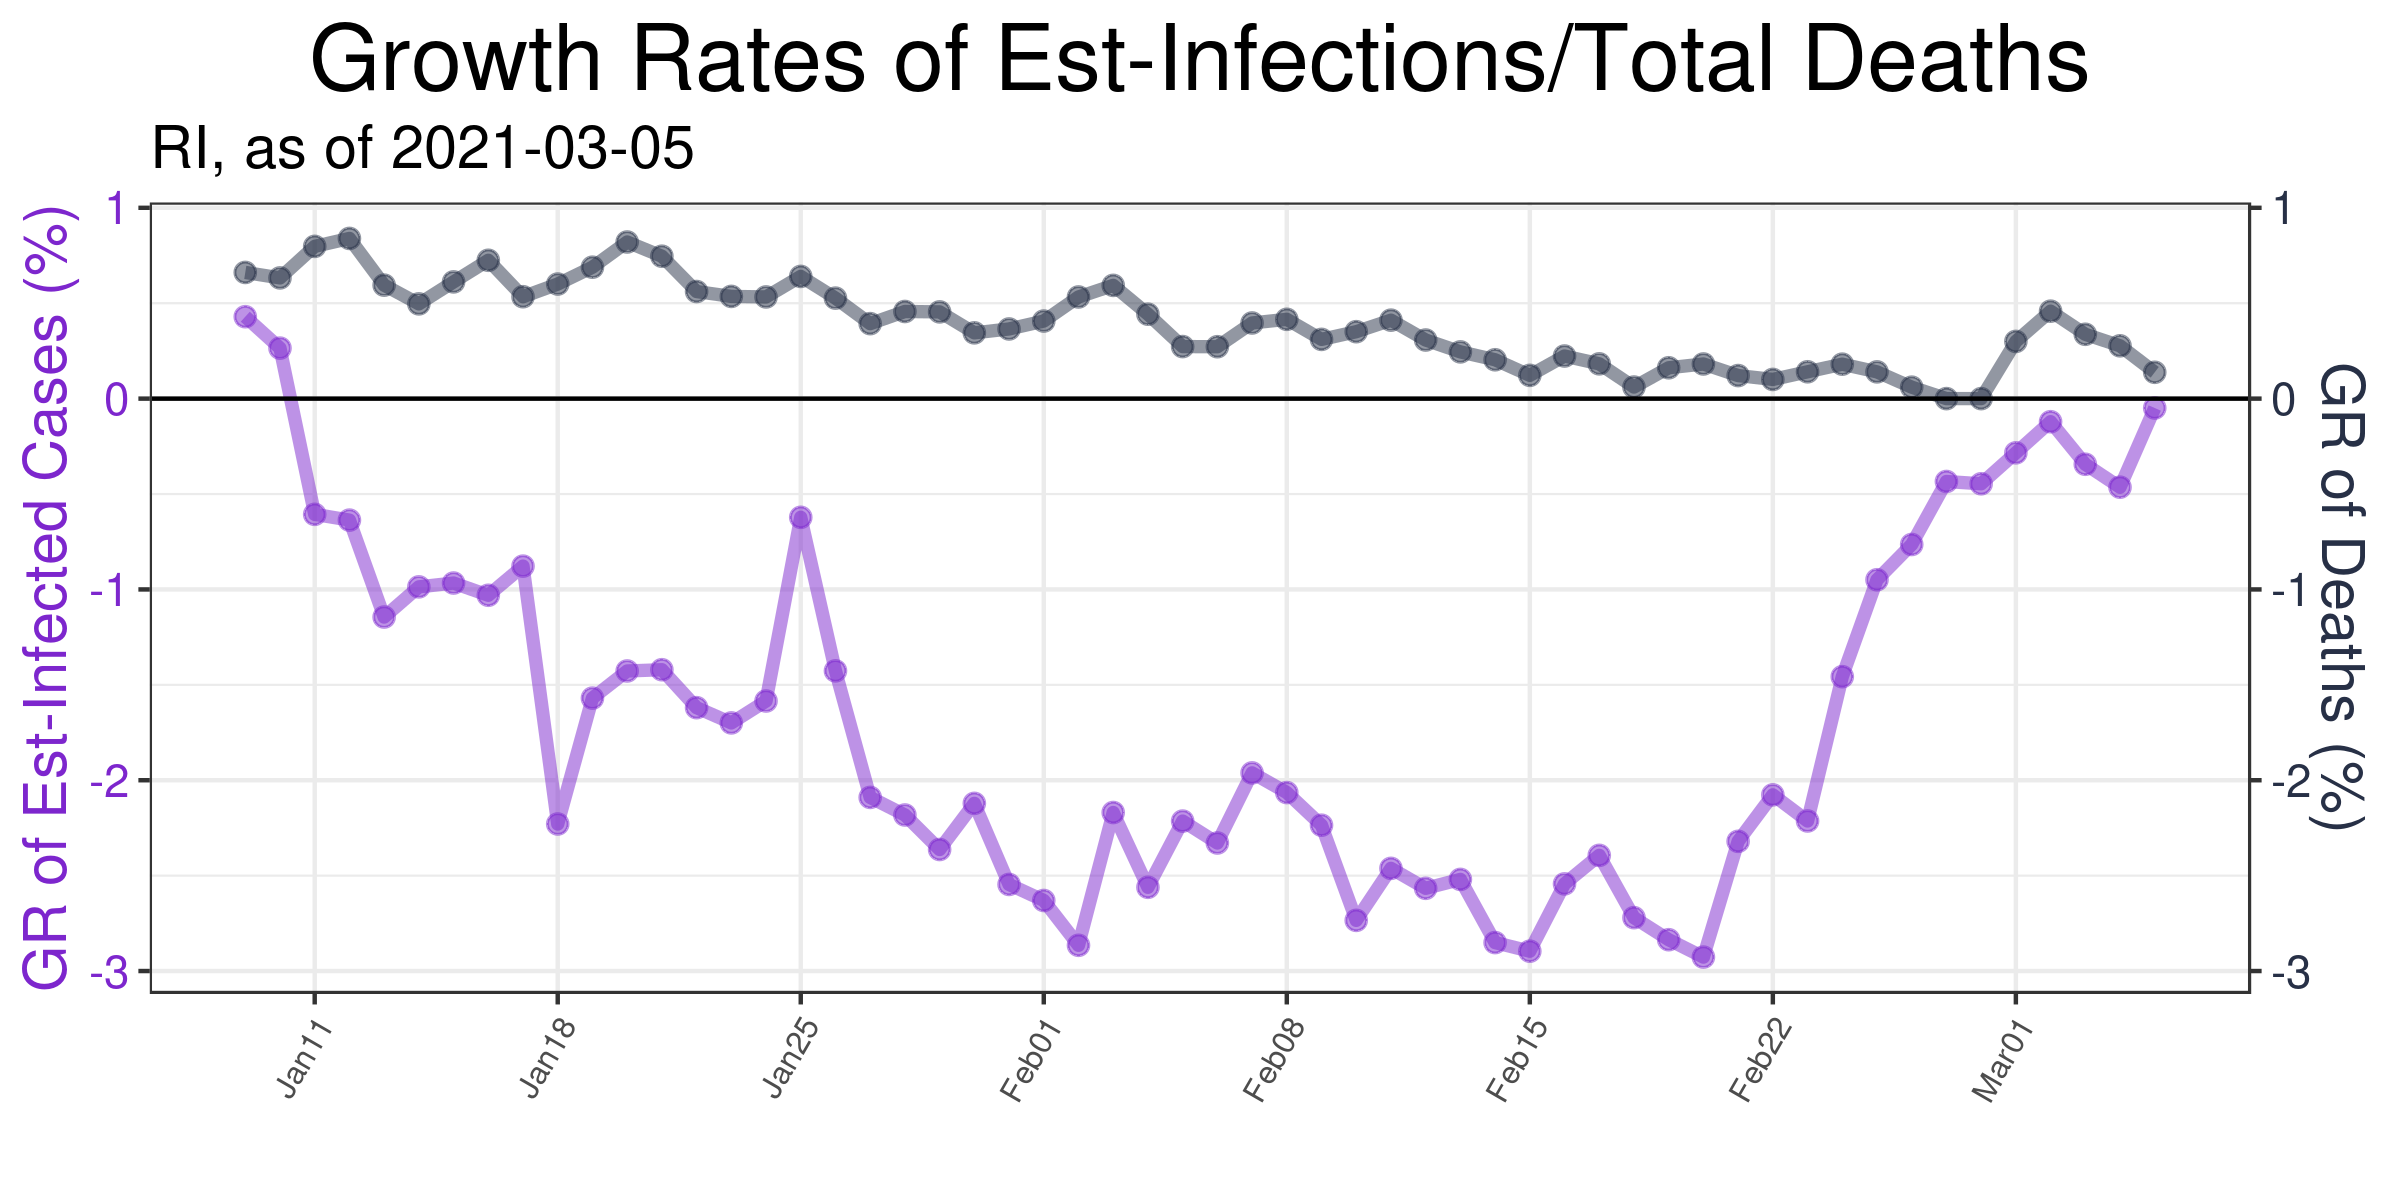 Growth Rates of Est-Infections/Total Deaths
RI, as of 2021-03-05
GR of Est-Infected Cases (%)
1
0
-1
-2
-3
1
0
-1
-2
-3
GR of Deaths (%)
Jan11
Jan18
Jan25
Feb01
Feb08
Feb15
Feb22
Mar01